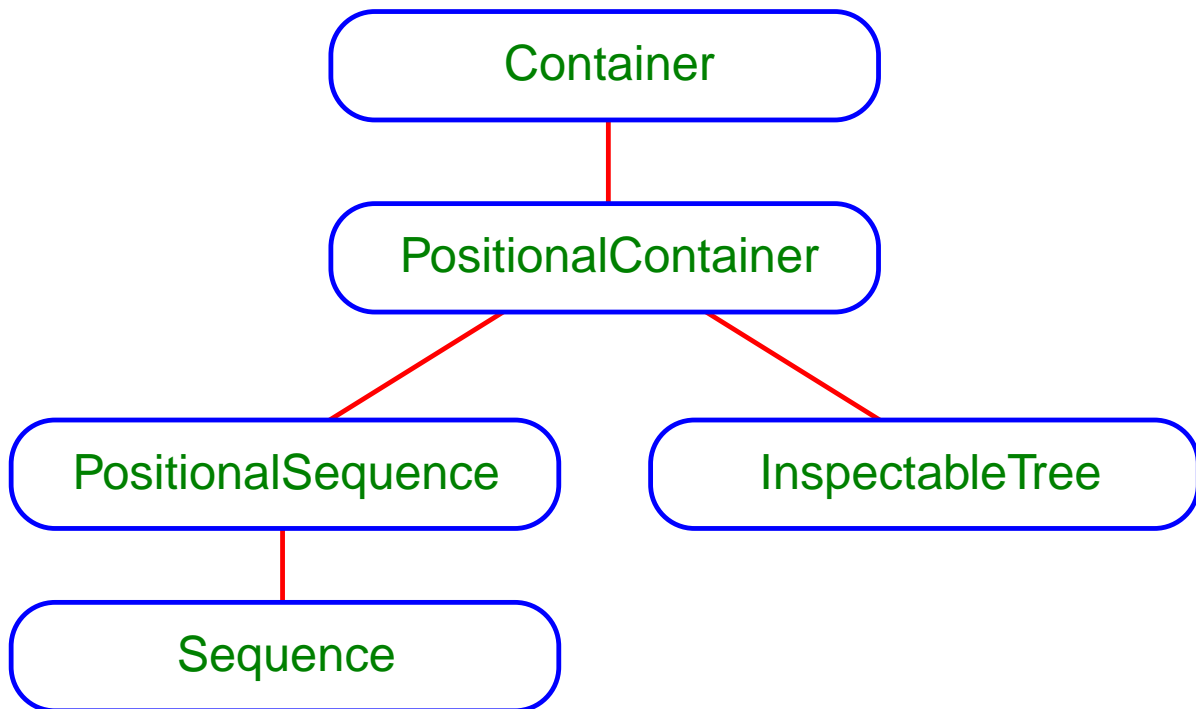 Container
PositionalContainer
PositionalSequence
InspectableTree
Sequence